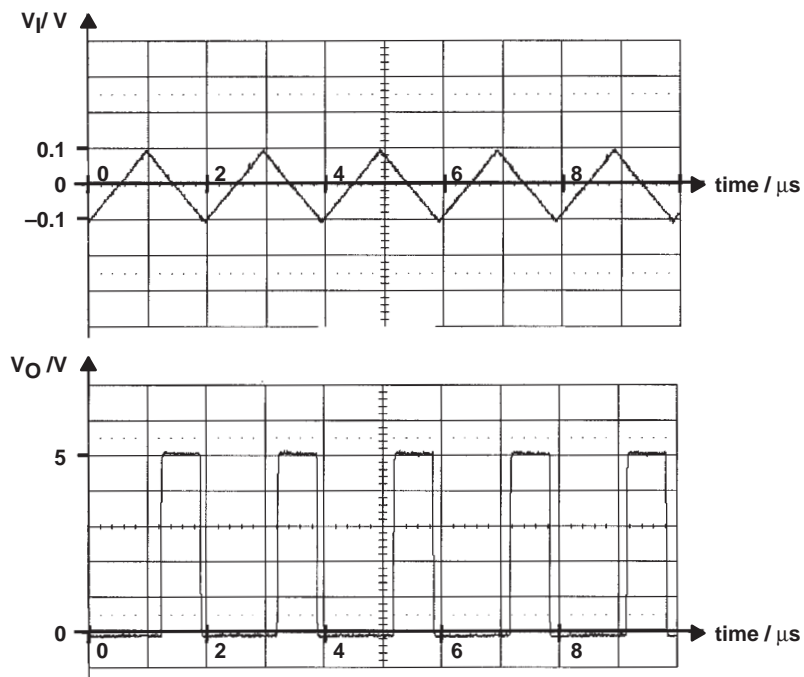 V_I/ V
0.1
0 0 2 4 6 8 time / μs
–0.1
V_O /V
5
0 time / μs
0 2 4 6 8